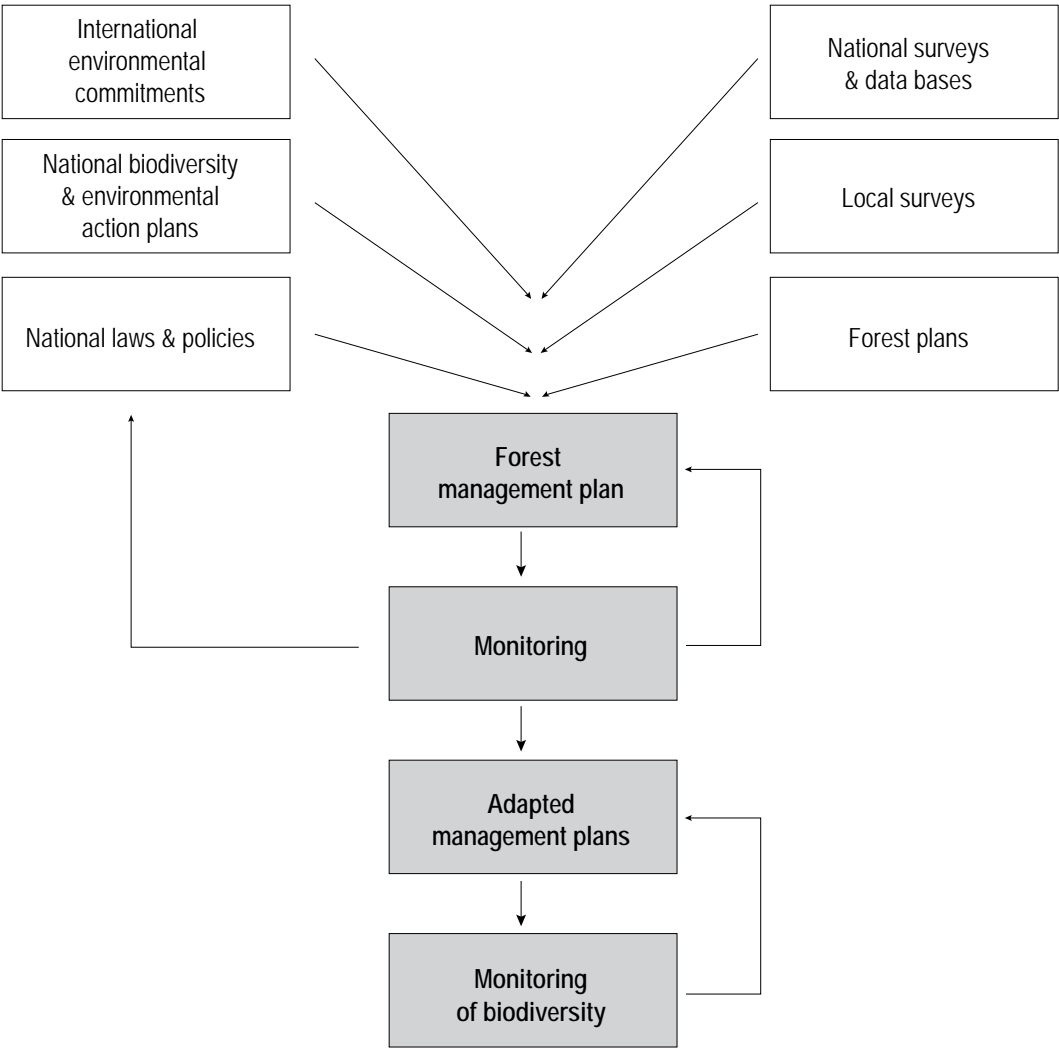 International
environmental
commitments
National biodiversity
& environmental
action plans
National laws & policies
National surveys
& data bases
Local surveys
Forest plans
Forest
management plan
Monitoring
Adapted
management plans
Monitoring
of biodiversity